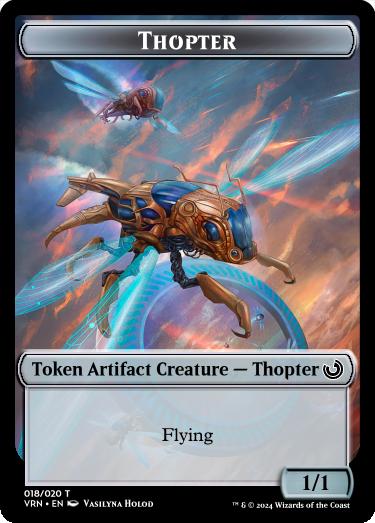 Thopter
Token Artifact Creature — Thopter
Flying
1/1
018/020 T
VRN • EN Vasilyna Holod
™ & © 2024 Wizards of the Coast